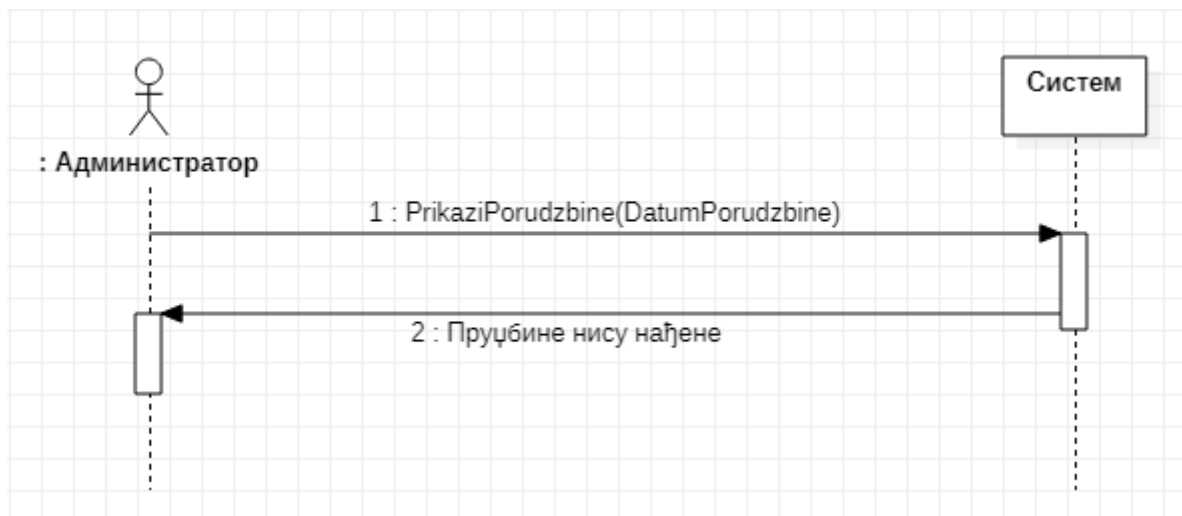 Систем
: Администратор
1 : PrikaziPorudzbine(DatumPorudzbine)
2 : Пруџбине нису нађене